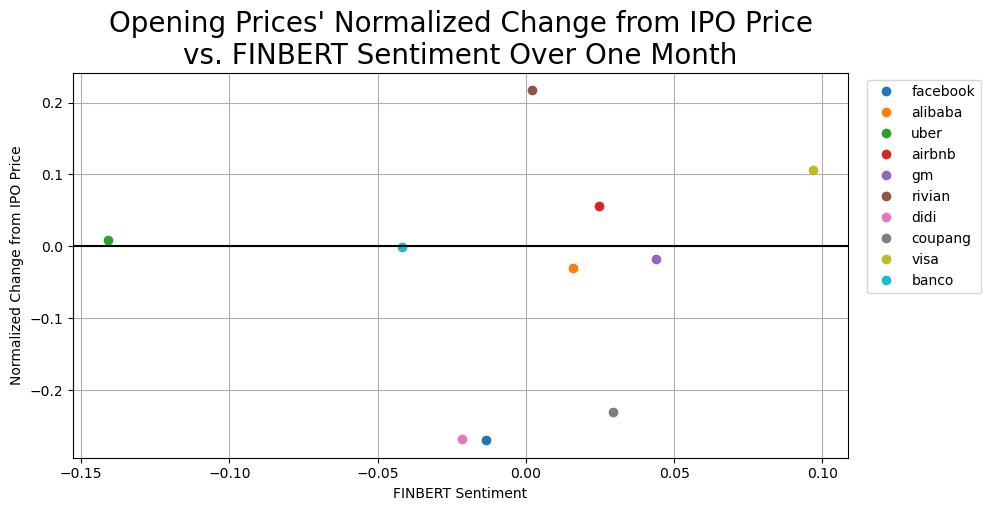 Opening Prices' Normalized Change from IPO Price
vs. FINBERT Sentiment Over One Month
Normalized Change from IPO Price
0.2
0.1
0.0
−0.1
−0.2
−0.15
−0.10
−0.05
0.00
0.05
0.10
FINBERT Sentiment
facebook
alibaba
uber
airbnb
gm
rivian
didi
coupang
visa
banco